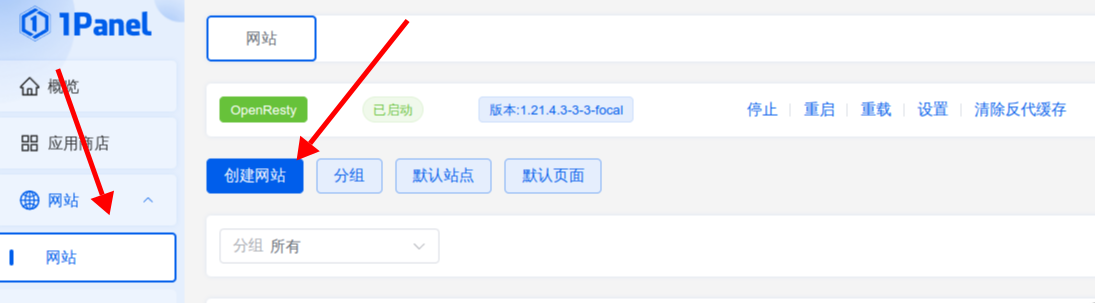 1Panel
概览
应用商店
网站
网站
网站
OpenResty 已启动 版本:1.21.4.3-3-3-focal 停止 重启 重载 设置 清除反代缓存
创建网站 分组 默认站点 默认页面
分组 所有